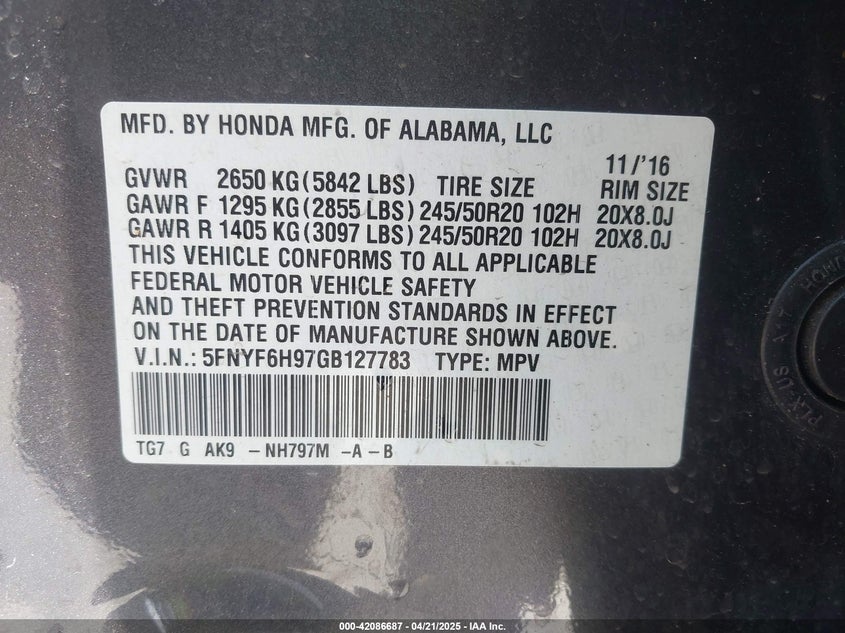 MFD. BY HONDA MFG. OF ALABAMA, LLC
11/'16
GVWR 2650 KG (5842 LBS) TIRE SIZE RIM SIZE
GAWR F 1295 KG (2855 LBS) 245/50R20 102H 20X8.0J
GAWR R 1405 KG (3097 LBS) 245/50R20 102H 20X8.0J
THIS VEHICLE CONFORMS TO ALL APPLICABLE
FEDERAL MOTOR VEHICLE SAFETY
AND THEFT PREVENTION STANDARDS IN EFFECT
ON THE DATE OF MANUFACTURE SHOWN ABOVE.
V.I.N.: 5FNYF6H97GB127783 TYPE: MPV
TG7 G AK9 -NH797M -A-B
000-42086687 - 04/21/2025 - IAA Inc.